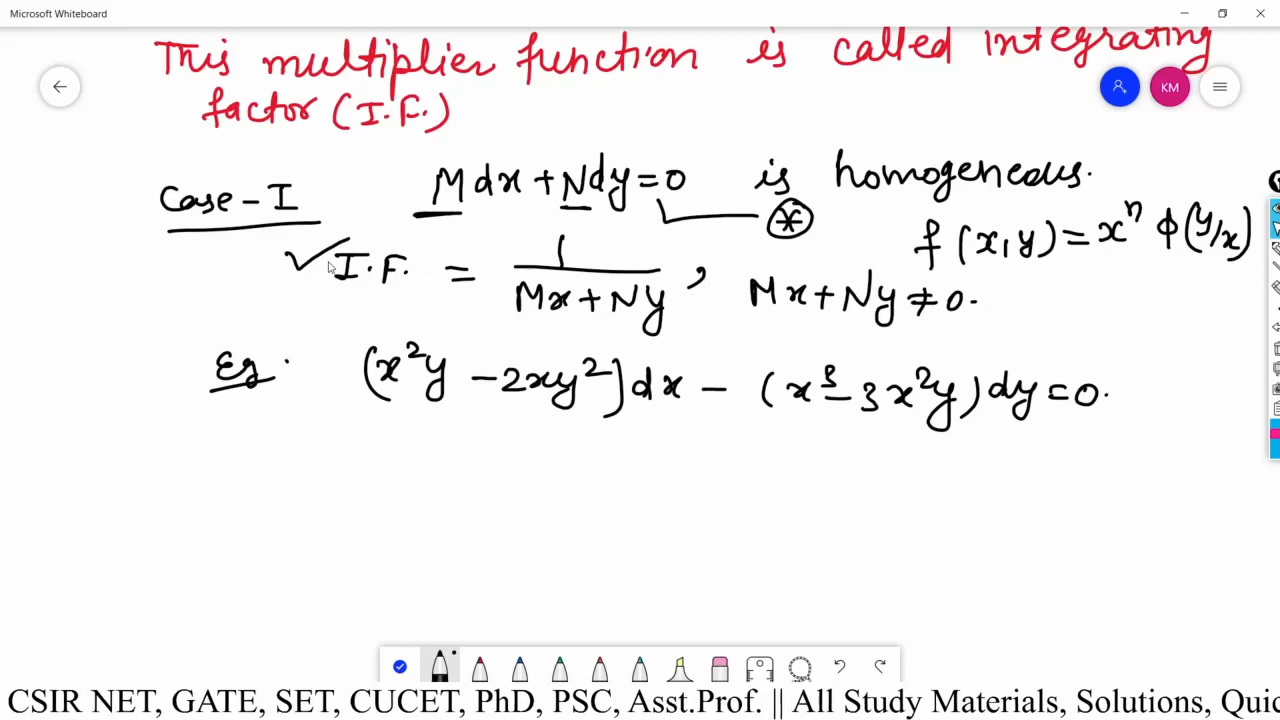 Microsoft Whiteboard
This multiplier function is called integrating
factor (I.F.)
KM
Case - I Mdx + Ndy = 0 is homogeneous.
f(x,y) = xⁿ ϕ(y/x)
I.F. = 1/(Mx + Ny), Mx + Ny ≠ 0.
Eg. (x²y - 2xy²)dx - (x³ - 3x²y)dy = 0.
CSIR NET, GATE, SET, CUCET, PhD, PSC, Asst.Prof. || All Study Materials, Solutions, Quic